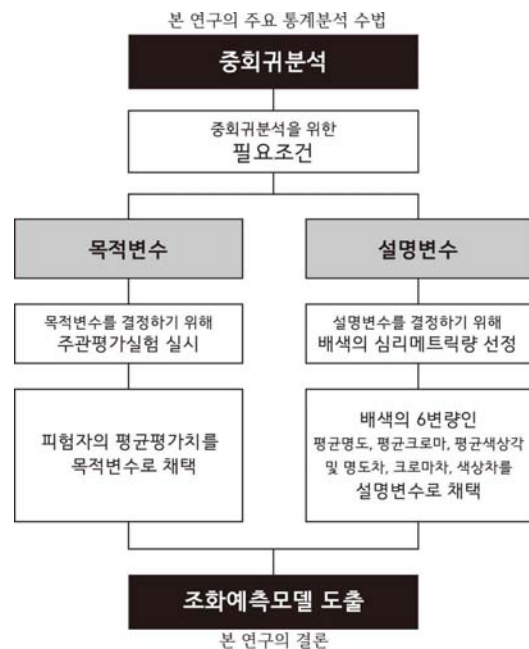 본 연구의 주요 통계분석 수법
중회귀분석
중회귀분석을 위한
필요조건
목적변수
설명변수
목적변수를 결정하기 위해
주관평가실험 실시
설명변수를 결정하기 위해
배색의 심리메트릭량 선정
피험자의 평균평가치를
목적변수로 채택
배색의 6변량인
평균명도, 평균크로마, 평균색상각
및 명도차, 크로마차, 색상차를
설명변수로 채택
조화예측모델 도출
본 연구의 결론